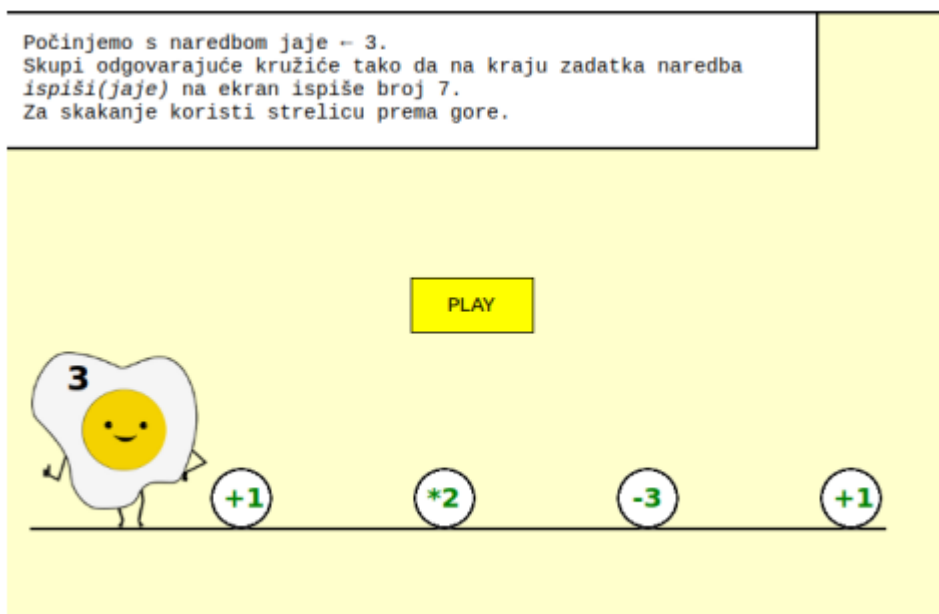 Počinjemo s naredbom jaje ← 3.
Skupi odgovarajuće kružiće tako da na kraju zadatka naredba
ispiši(jaje) na ekran ispiše broj 7.
Za skakanje koristi strelicu prema gore.
PLAY
3
+1 *2 -3 +1